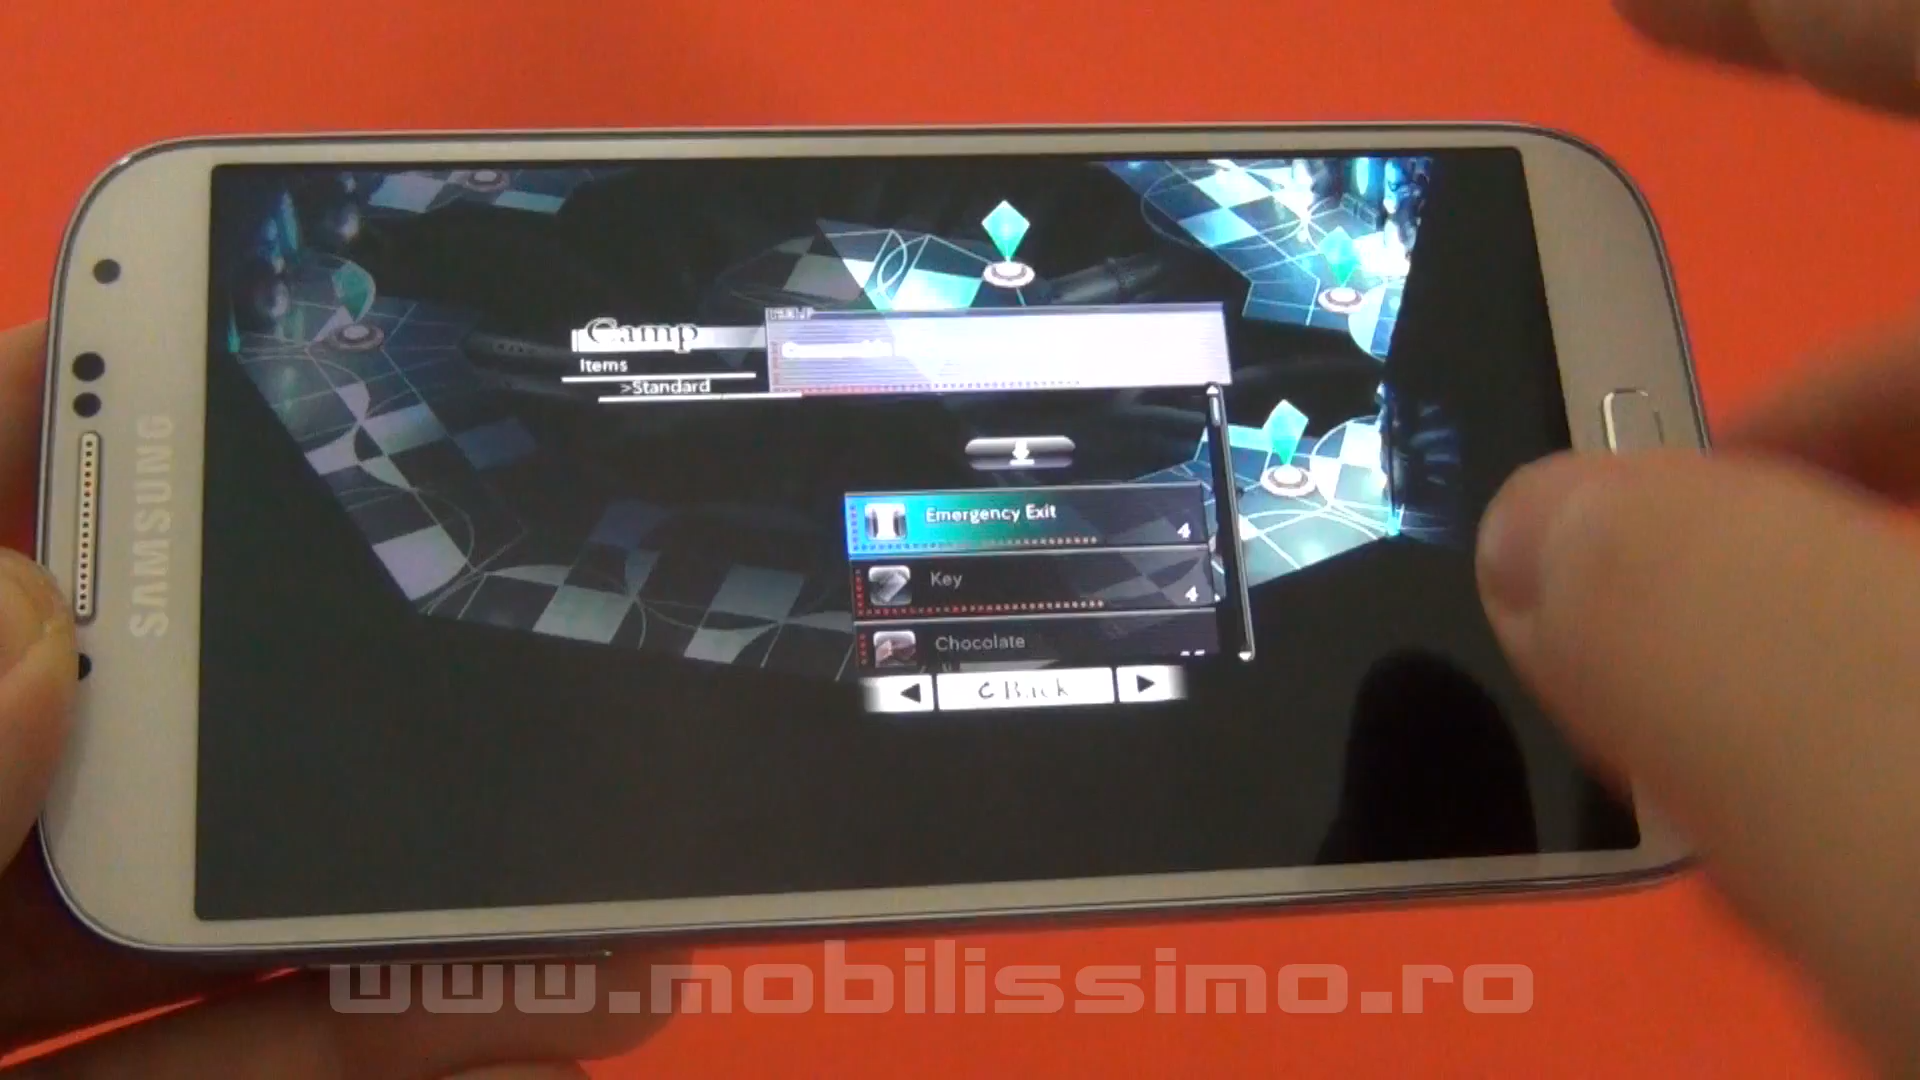 SAMSUNG
Camp
Items
>Standard
Emergency Exit
4
Key
4
Chocolate
Back
www.mobilissimo.ro